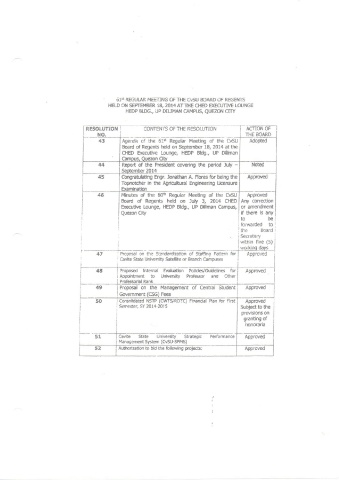 61st REGULAR MEETING OF THE CvSU BOARD OF REGENTS
HELD ON SEPTEMBER 18, 2014 AT THE CHED EXECUTIVE LOUNGE
HEDP BLDG., UP DILIMAN CAMPUS, QUEZON CITY
RESOLUTION NO. CONTENTS OF THE RESOLUTION ACTION OF THE BOARD
43 Agenda of the 61st Regular Meeting of the CvSU Adopted
Board of Regents held on September 18, 2014 at the
CHED Executive Lounge, HEDP Bldg., UP Diliman
Campus, Quezon City
44 Report of the President covering the period July – Noted
September 2014
45 Congratulating Engr. Jonathan A. Flores for being the Approved
Topnotcher in the Agricultural Engineering Licensure
Examination
46 Minutes of the 60th Regular Meeting of the CvSU Approved
Board of Regents held on July 3, 2014 CHED Any correction
Executive Lounge, HEDP Bldg., UP Diliman Campus, or amendment
Quezon City if there is any
to be
forwarded to
the Board
Secretary
within five (5)
working days
47 Proposal on the Standardization of Staffing Pattern for Approved
Cavite State University Satellite or Branch Campuses
48 Proposed Internal Evaluation Policies/Guidelines for Approved
Appointment to University Professor and Other
Professorial Rank
49 Proposal on the Management of Central Student Approved
Government (CSG) Fees
50 Consolidated NSTP (CWTS/ROTC) Financial Plan for First Approved
Semester, SY 2014-2015 Subject to the
provisions on
granting of
honoraria
51 Cavite State University Strategic Performance Approved
Management System (CvSU-SPMS)
52 Authorization to bid the following projects: Approved